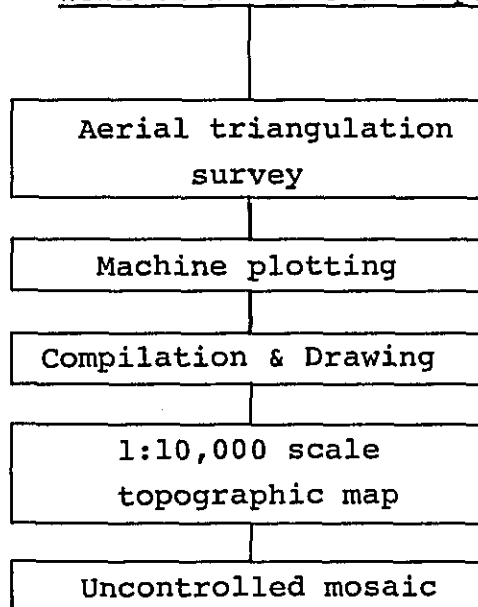 Aerial triangulation
survey
Machine plotting
Compilation & Drawing
1:10,000 scale
topographic map
Uncontrolled mosaic